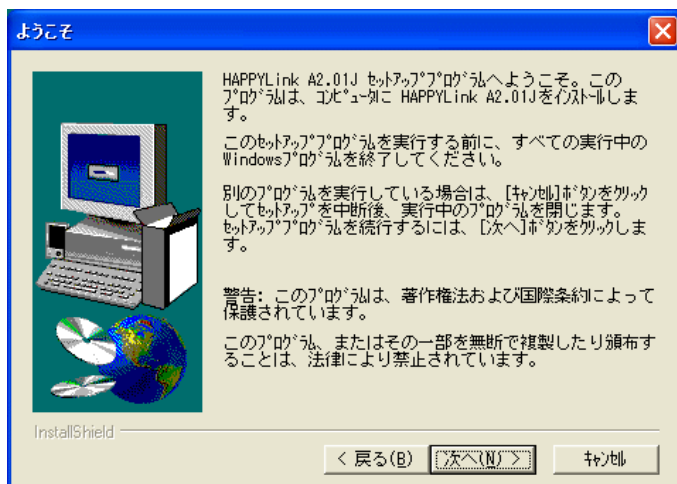 ようこそ
HAPPYLink A2.01J ｾｯﾄｱｯﾌﾟﾌﾟﾛｸﾞﾗﾑへようこそ。この
ﾌﾟﾛｸﾞﾗﾑは、ｺﾝﾋﾟｭｰﾀに HAPPYLink A2.01Jをｲﾝｽﾄｰﾙしま
す。
このｾｯﾄｱｯﾌﾟﾌﾟﾛｸﾞﾗﾑを実行する前に、すべての実行中の
Windowsﾌﾟﾛｸﾞﾗﾑを終了してください。
別のﾌﾟﾛｸﾞﾗﾑを実行している場合は、[ｷｬﾝｾﾙ]ﾎﾞﾀﾝをｸﾘｯｸ
してｾｯﾄｱｯﾌﾟを中断後、実行中のﾌﾟﾛｸﾞﾗﾑを閉じます。
ｾｯﾄｱｯﾌﾟﾌﾟﾛｸﾞﾗﾑを続行するには、[次へ]ﾎﾞﾀﾝをｸﾘｯｸしま
す。
警告: このﾌﾟﾛｸﾞﾗﾑは、著作権法および国際条約によって
保護されています。
このﾌﾟﾛｸﾞﾗﾑ、またはその一部を無断で複製したり頒布す
ることは、法律により禁止されています。
InstallShield
< 戻る(B)
次へ(N) >
ｷｬﾝｾﾙ